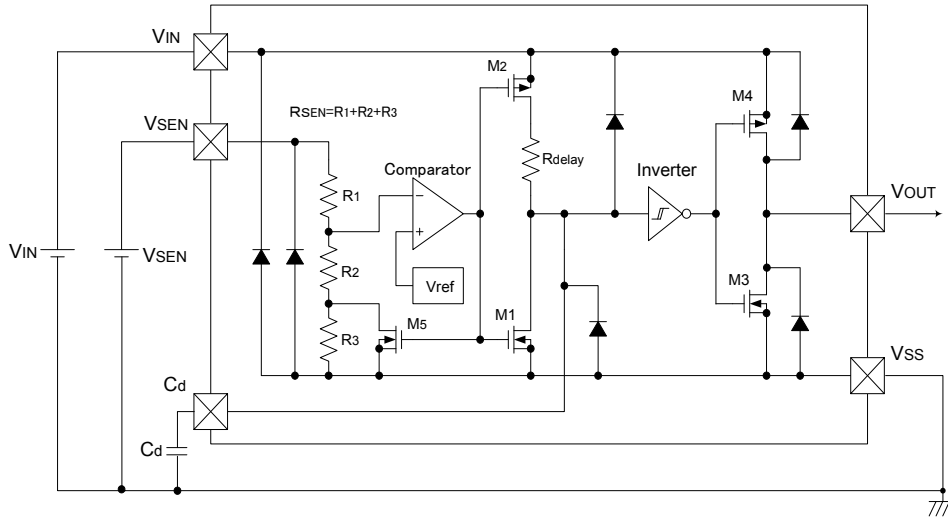 VIN
M2
M4
RSEN=R1+R2+R3
VSEN
Comparator
Rdelay
Inverter
R1
VOUT
VIN
VSEN
R2
Vref
M3
M5
M1
R3
VSS
Cd
Cd